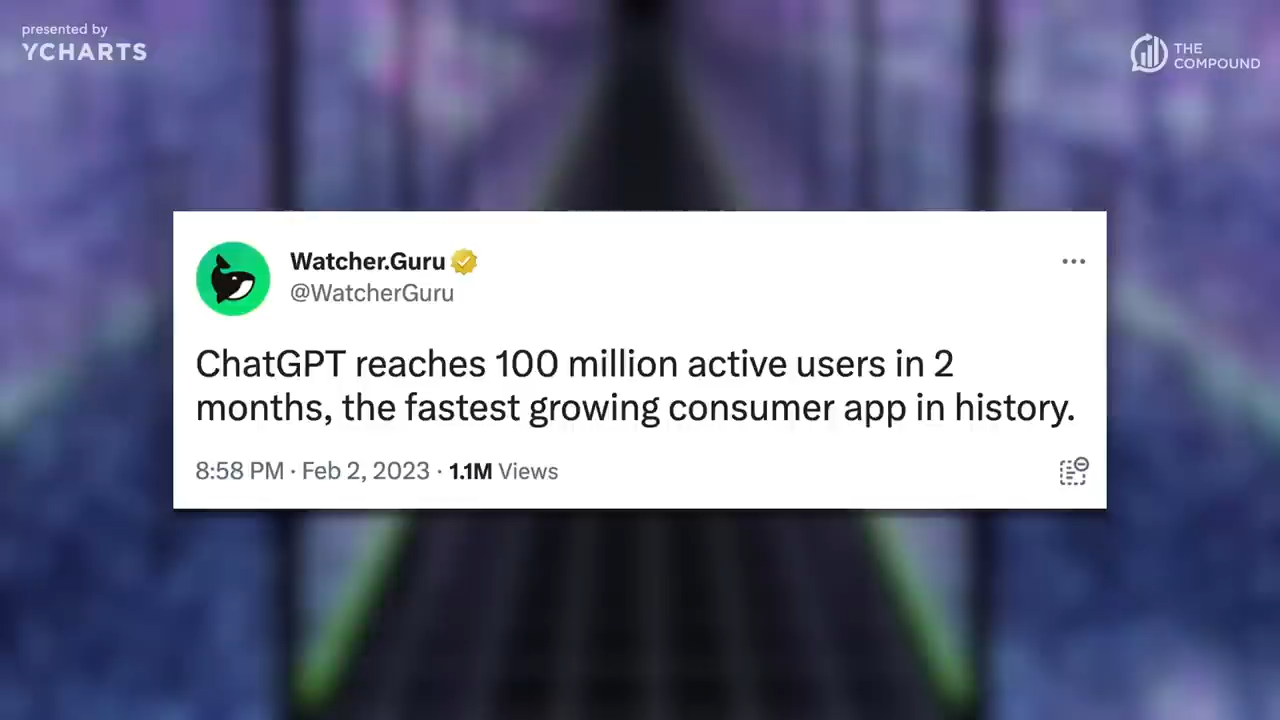 presented by
YCHARTS
THE
COMPOUND
Watcher.Guru
@WatcherGuru
ChatGPT reaches 100 million active users in 2
months, the fastest growing consumer app in history.
8:58 PM · Feb 2, 2023 · 1.1M Views